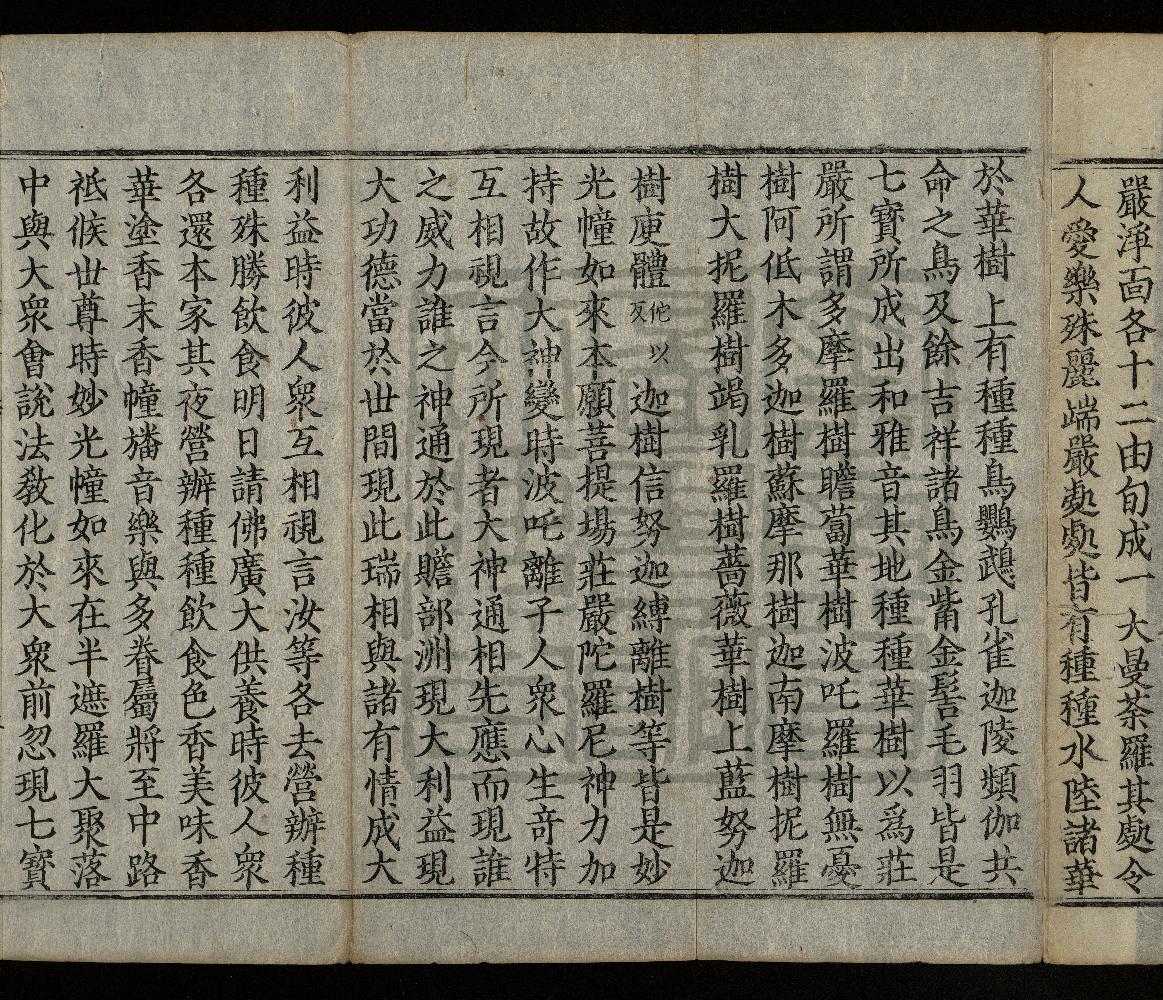 嚴淨面各十二由旬成一大曼荼羅其處令
人愛樂殊麗端嚴處處皆有種種水陸諸華
於華樹上有種種鳥鸚鵡孔雀迦陵頻伽共
命之鳥及餘吉祥諸鳥金觜金髻毛羽皆是
七寶所成出和雅音其地種種華樹以爲莊
嚴所謂多摩羅樹瞻蔔華樹波吒羅樹無憂
樹阿低木多迦樹蘇摩那樹迦南摩樹抳羅
樹大抳羅樹竭乳羅樹薔薇華樹上藍努迦
樹庾體佗以反迦樹信努迦縛離樹等皆是妙
光幢如來本願菩提場莊嚴陀羅尼神力加
持故作大神變時波吒離子人衆心生竒特
互相視言今所現者大神通相先應而現誰
之威力誰之神通於此贍部洲現大利益現
大功德當於世間現此瑞相與諸有情成大
利益時彼人衆互相視言汝等各去營辦種
種殊勝飲食明日請佛廣大供養時彼人衆
各還本家其夜營辦種種飲食色香美味香
華塗香末香幢旛音樂與多眷屬將至中路
祇候世尊時妙光幢如來在半遮羅大聚落
中與大衆會說法教化於大衆前忽現七寶